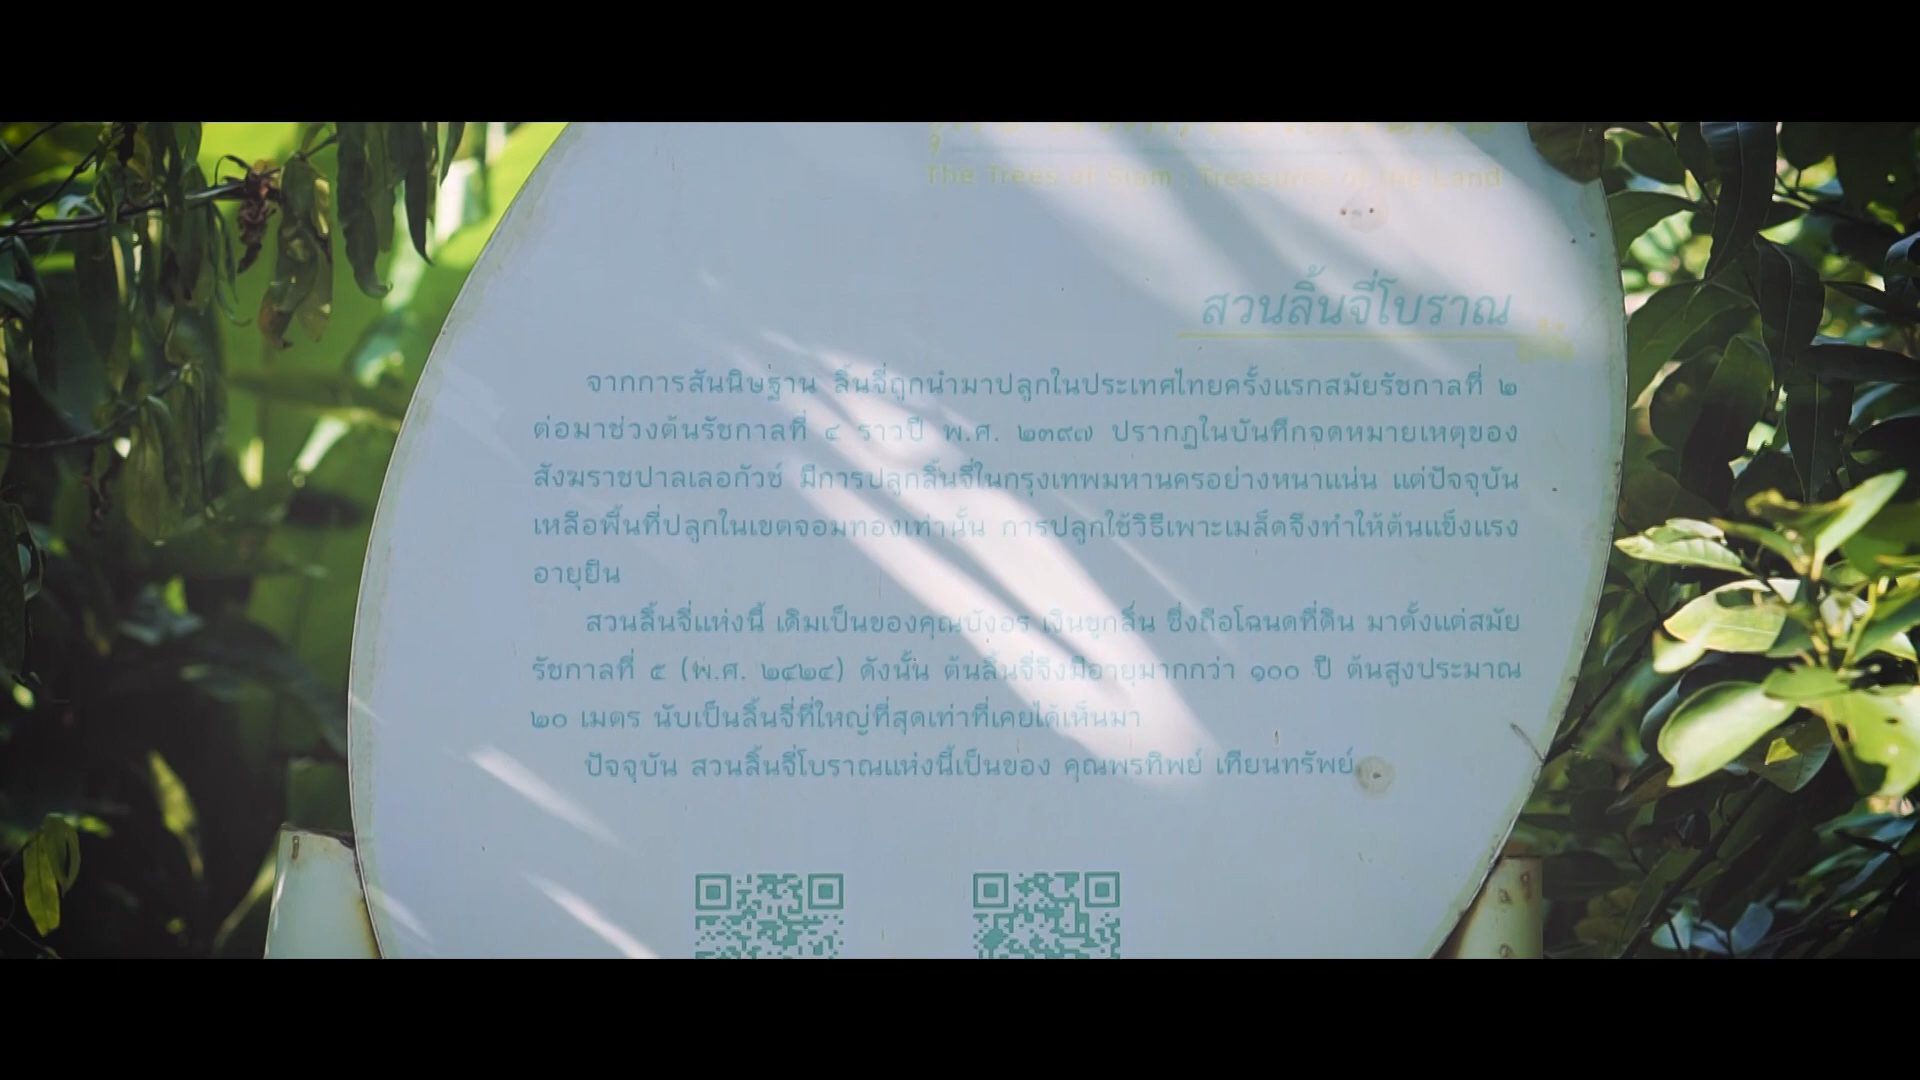 The Trees of Siam : Treasures of the Land
สวนลิ้นจี่โบราณ
จากการสันนิษฐาน ลิ้นจี่ถูกนำมาปลูกในประเทศไทยครั้งแรกสมัยรัชกาลที่ ๒
ต่อมาช่วงต้นรัชกาลที่ ๔ ราวปี พ.ศ. ๒๓๙๗ ปรากฏในบันทึกจดหมายเหตุของ
สังฆราชปาลเลอกัวซ์ มีการปลูกลิ้นจี่ในกรุงเทพมหานครอย่างหนาแน่น แต่ปัจจุบัน
เหลือพื้นที่ปลูกในเขตจอมทองเท่านั้น การปลูกใช้วิธีเพาะเมล็ดจึงทำให้ต้นแข็งแรง
อายุยืน
สวนลิ้นจี่แห่งนี้ เดิมเป็นของคุณบังอร เงินชูกลิ่น ซึ่งถือโฉนดที่ดิน มาตั้งแต่สมัย
รัชกาลที่ ๕ (พ.ศ. ๒๔๒๔) ดังนั้น ต้นลิ้นจี่จึงมีอายุมากกว่า ๑๐๐ ปี ต้นสูงประมาณ
๒๐ เมตร นับเป็นลิ้นจี่ที่ใหญ่ที่สุดเท่าที่เคยได้เห็นมา
ปัจจุบัน สวนลิ้นจี่โบราณแห่งนี้เป็นของ คุณพรทิพย์ เทียนทรัพย์